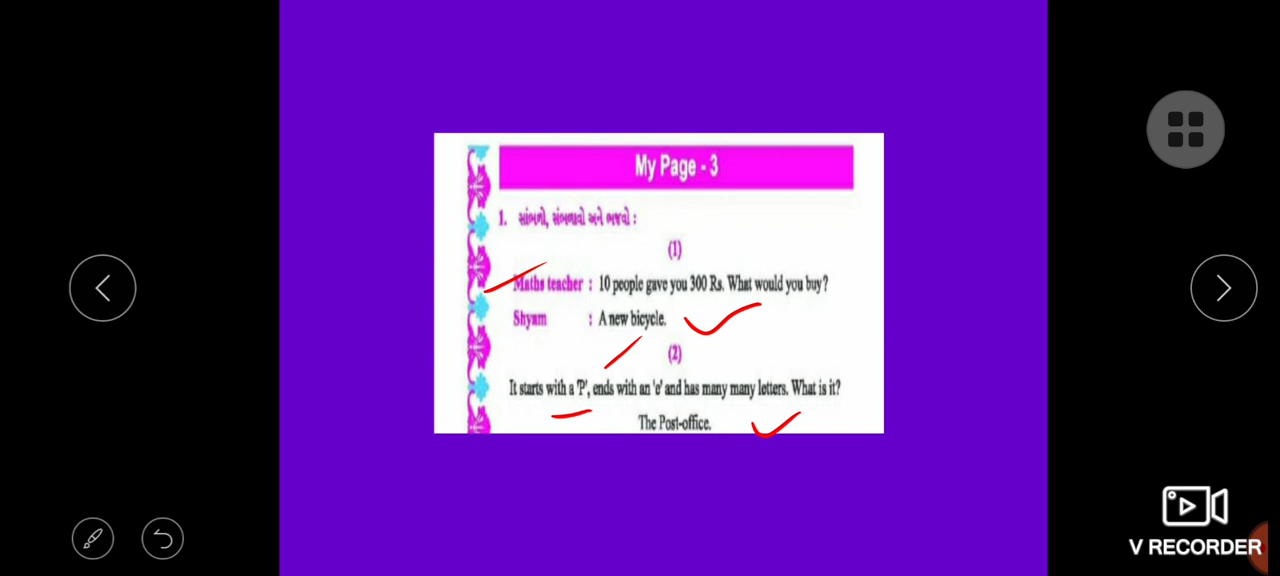 My Page - 3
1. સાંભળો, સંભળાવો અને ભજવો :
(1)
Maths teacher : 10 people gave you 300 Rs. What would you buy?
Shyam : A new bicycle.
(2)
It starts with a 'P', ends with an 'e' and has many many letters. What is it?
The Post-office.
V RECORDER